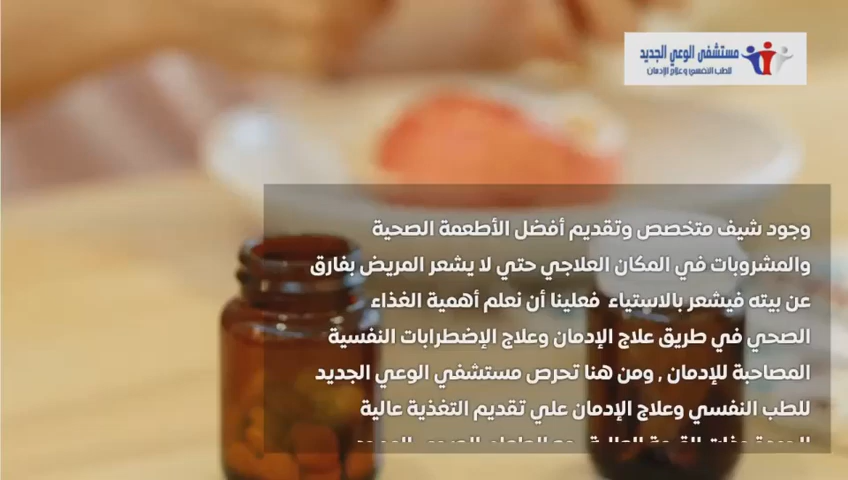 مستشفى الوعي الجديد
للطب النفسي وعلاج الإدمان
وجود شيف متخصص وتقديم أفضل الأطعمة الصحية
والمشروبات في المكان العلاجي حتي لا يشعر المريض بفارق
عن بيته فيشعر بالاستياء فعلينا أن نعلم أهمية الغذاء
الصحي في طريق علاج الإدمان وعلاج الإضطرابات النفسية
المصاحبة للإدمان , ومن هنا تحرص مستشفي الوعي الجديد
للطب النفسي وعلاج الإدمان علي تقديم التغذية عالية